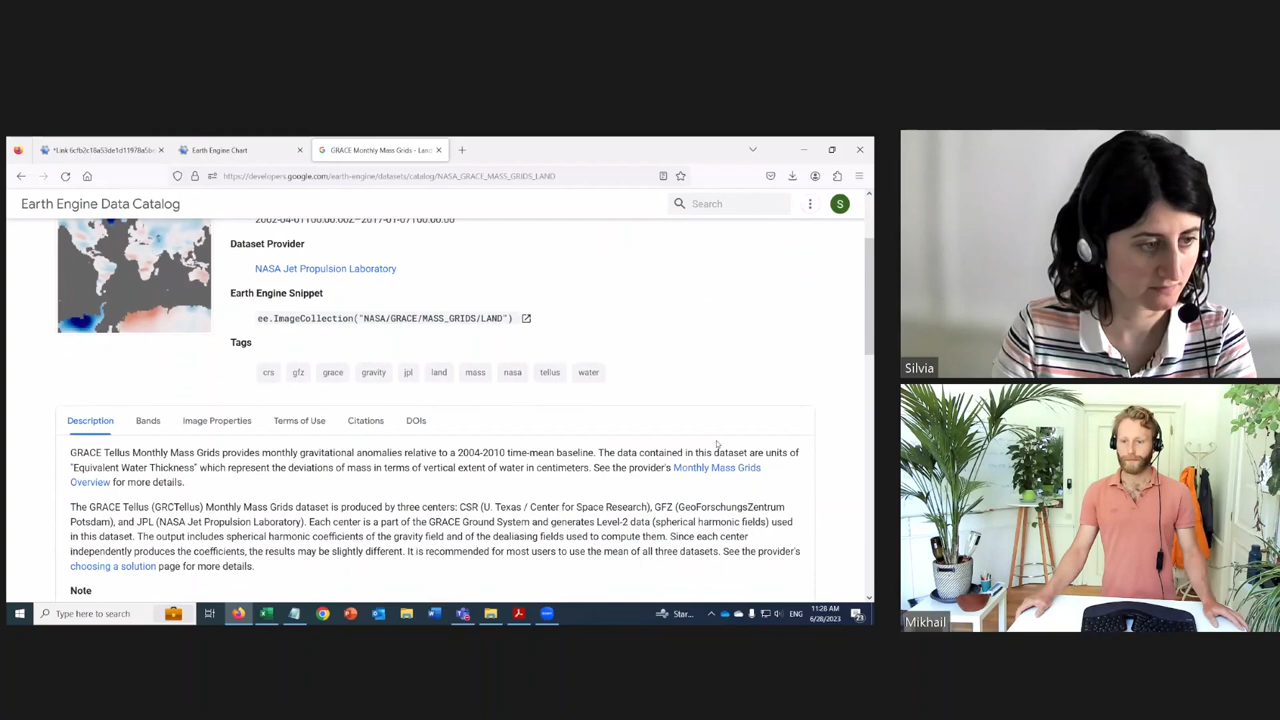 *Link 6cfb2c18a53de1d11978a5b
Earth Engine Chart
GRACE Monthly Mass Grids - Land
https://developers.google.com/earth-engine/datasets/catalog/NASA_GRACE_MASS_GRIDS_LAND
Earth Engine Data Catalog
Search
S
Dataset Provider
NASA Jet Propulsion Laboratory
Earth Engine Snippet
ee.ImageCollection("NASA/GRACE/MASS_GRIDS/LAND")
Tags
crs gfz grace gravity jpl land mass nasa tellus water
Description Bands Image Properties Terms of Use Citations DOIs
GRACE Tellus Monthly Mass Grids provides monthly gravitational anomalies relative to a 2004-2010 time-mean baseline. The data contained in this dataset are units of
"Equivalent Water Thickness" which represent the deviations of mass in terms of vertical extent of water in centimeters. See the provider's Monthly Mass Grids
Overview for more details.
The GRACE Tellus (GRCTellus) Monthly Mass Grids dataset is produced by three centers: CSR (U. Texas / Center for Space Research), GFZ (GeoForschungsZentrum
Potsdam), and JPL (NASA Jet Propulsion Laboratory). Each center is a part of the GRACE Ground System and generates Level-2 data (spherical harmonic fields) used
in this dataset. The output includes spherical harmonic coefficients of the gravity field and of the dealiasing fields used to compute them. Since each center
independently produces the coefficients, the results may be slightly different. It is recommended for most users to use the mean of all three datasets. See the provider's
choosing a solution page for more details.
Note
Type here to search
Stor...
ENG
11:28 AM
6/28/2023
23
Silvia
Mikhail